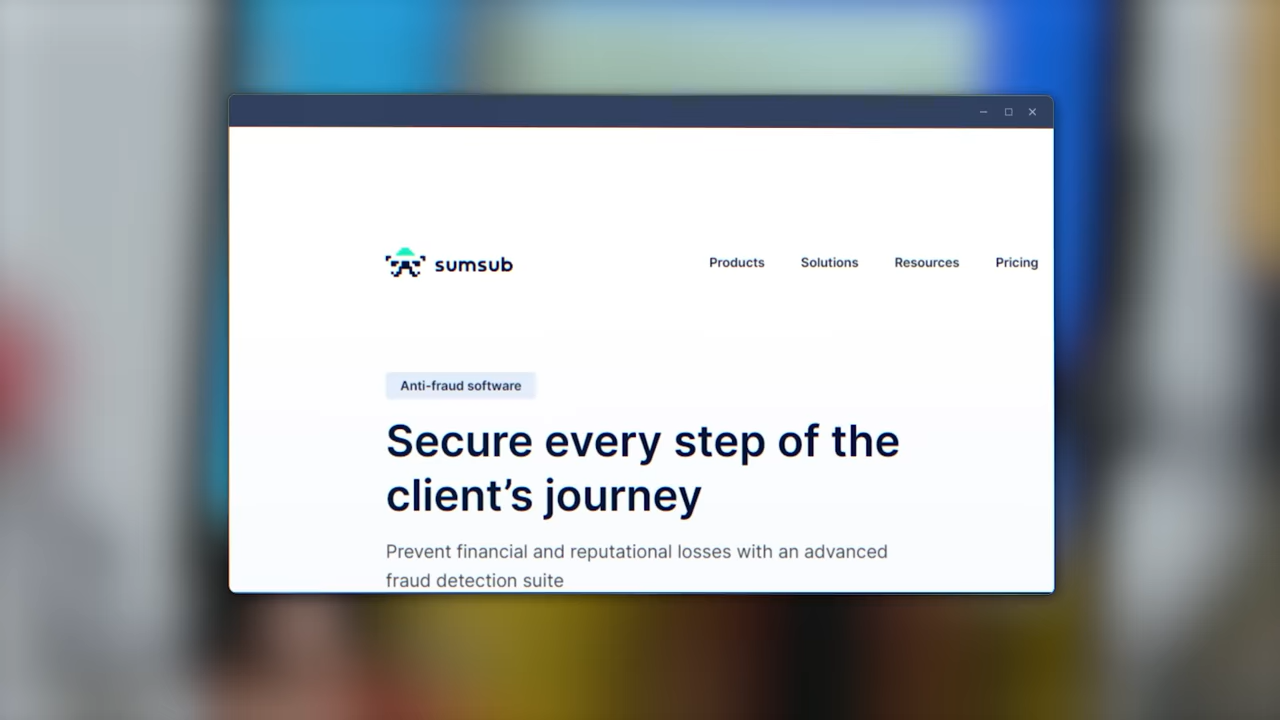 sumsub
Products Solutions Resources Pricing
Anti-fraud software
Secure every step of the
client’s journey
Prevent financial and reputational losses with an advanced
fraud detection suite